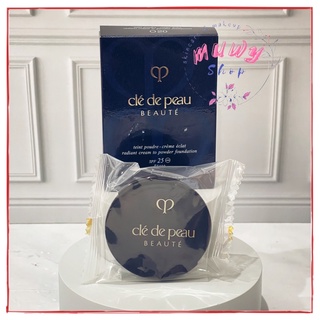 Muwy
Shop
clé de peau
BEAUTÉ
teint poudre-crème éclat
radiant cream to powder foundation
SPF 25
clé de peau
BEAUTÉ